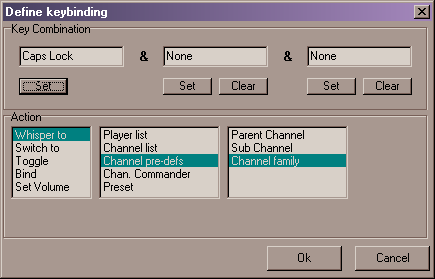 Define keybinding
Key Combination
Caps Lock & None & None
Set Set Clear Set Clear
Action
Whisper to Player list Parent Channel
Switch to Channel list Sub Channel
Toggle Channel pre-defs Channel family
Bind Chan. Commander
Set Volume Preset
Ok Cancel